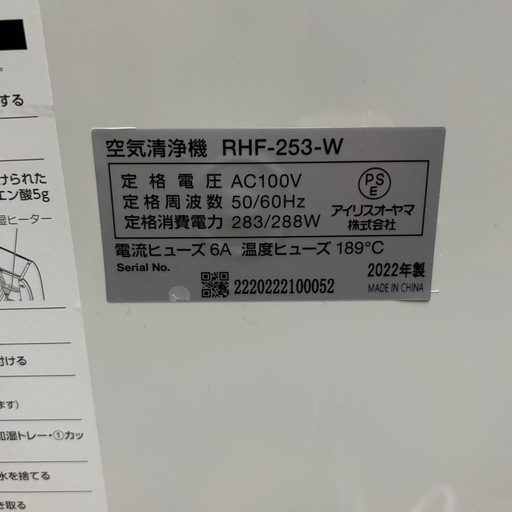 。
する
けられた
エン酸5g
湿ヒーター
付ける
ます)
加湿トレー・①カッ
水を捨てる
き取る
空気清浄機 RHF-253-W
定格電圧 AC100V
定格周波数 50/60Hz
定格消費電力 283/288W
PS
E
アイリスオーヤマ
株式会社
電流ヒューズ 6A 温度ヒューズ 189°C
Serial No.
2220222100052
2022年製
MADE IN CHINA